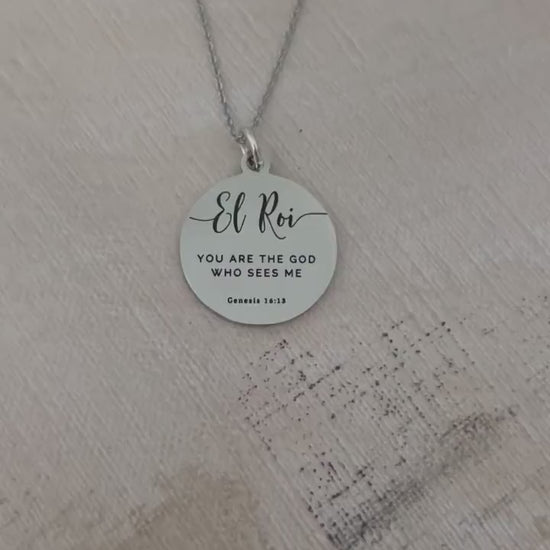 El Roi
YOU ARE THE GOD
WHO SEES ME
Genesis 16:13